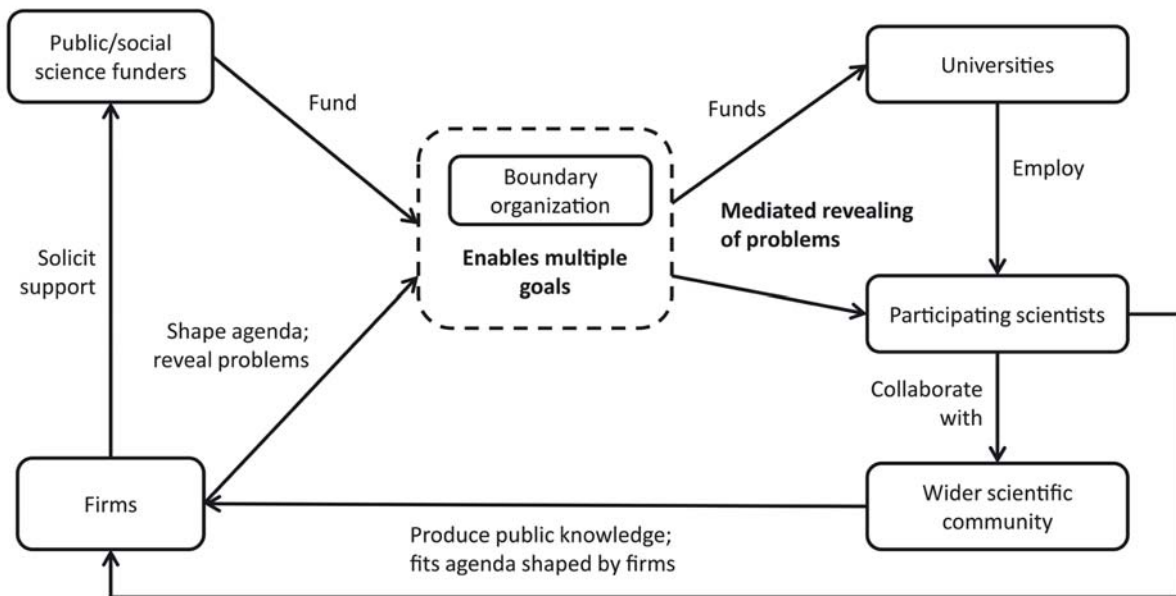 Public/social
science funders
Fund
Funds
Universities
Boundary
organization
Enables multiple
goals
Mediated revealing
of problems
Employ
Solicit
support
Shape agenda;
reveal problems
Participating scientists
Collaborate
with
Firms
Wider scientific
community
Produce public knowledge;
fits agenda shaped by firms